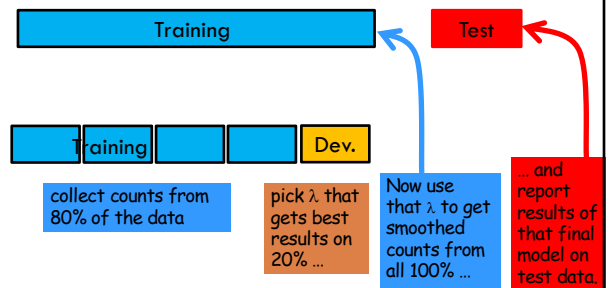 Training
Test
Training
Dev.
collect counts from
80% of the data
pick λ that
gets best
results on
20% …
Now use
that λ to get
smoothed
counts from
all 100% …
… and
report
results of
that final
model on
test data.